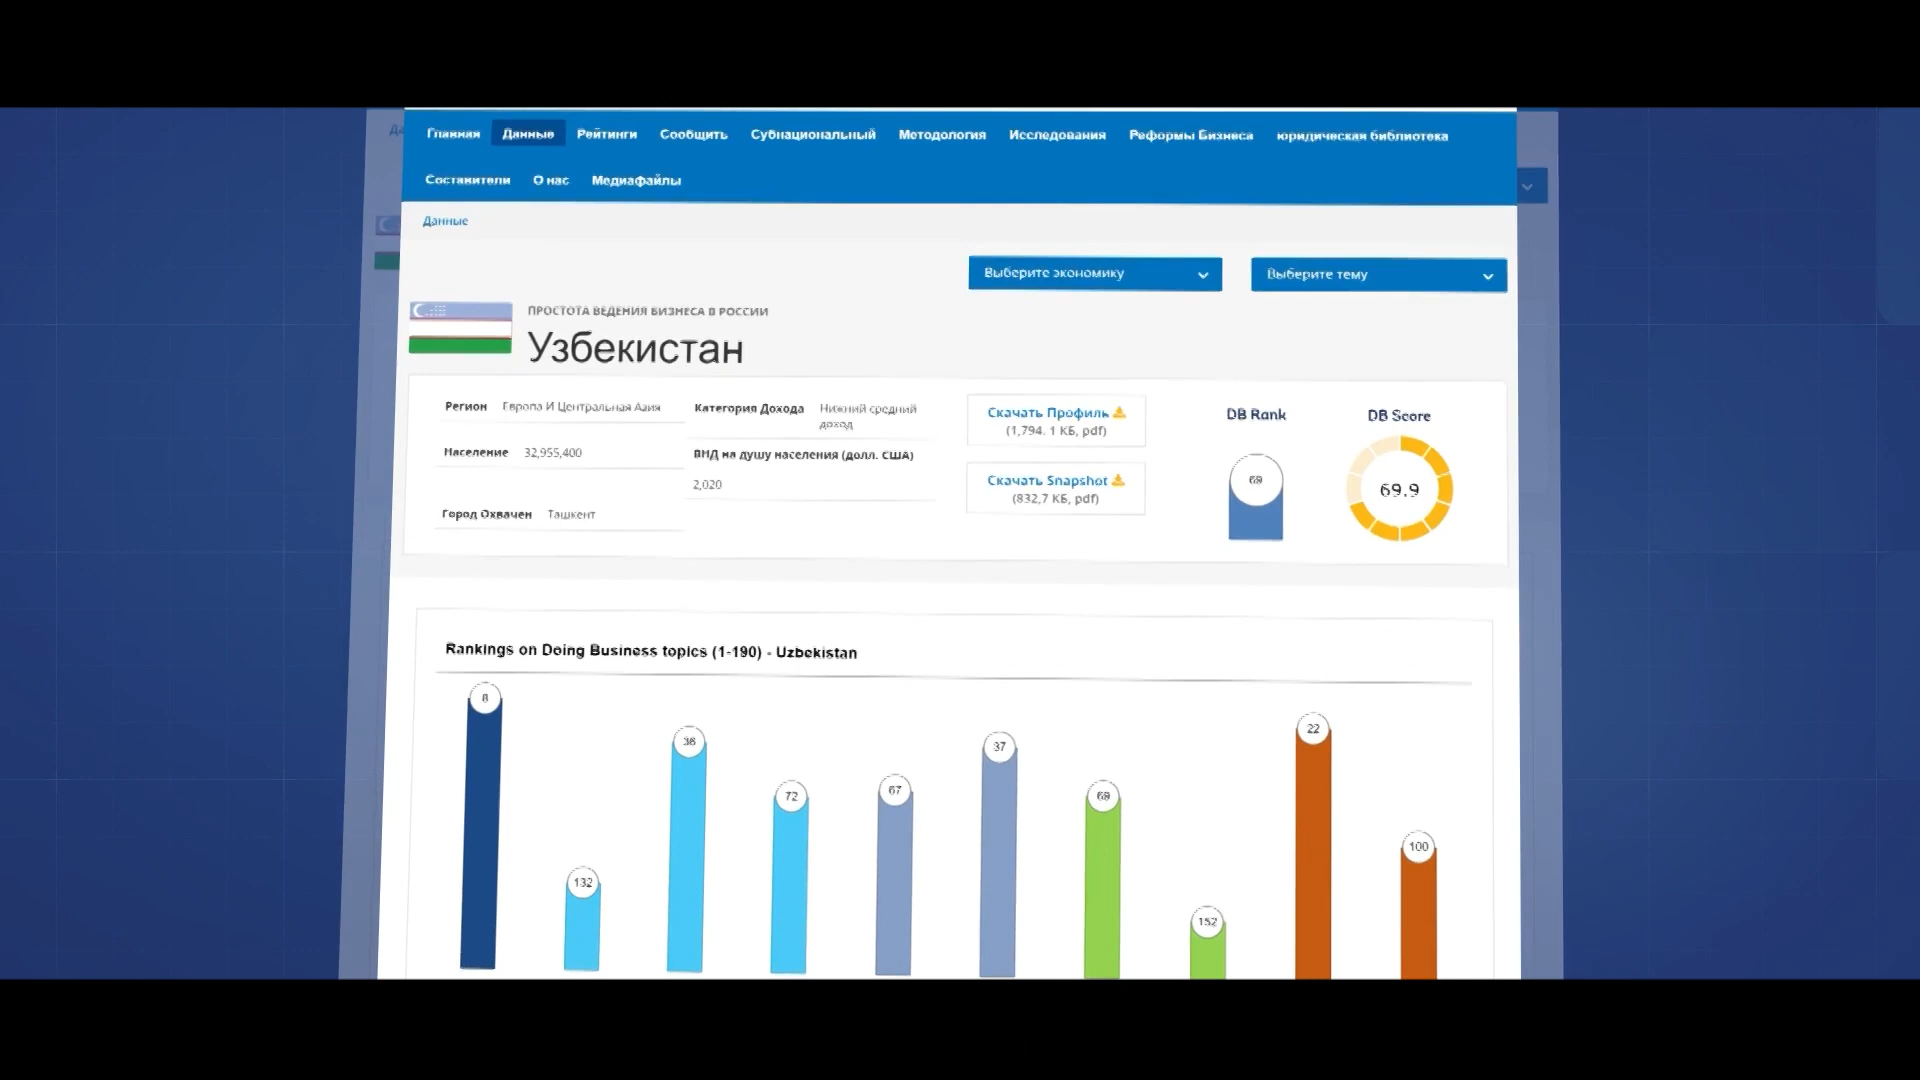 Главная Данные Рейтинги Сообщить Субнациональный Методология Исследования Реформы Бизнеса юридическая библиотека
Составители О нас Медиафайлы
Данные
Выберите экономику Выберите тему
ПРОСТОТА ВЕДЕНИЯ БИЗНЕСА В РОССИИ
Узбекистан
Регион Европа И Центральная Азия
Население 32,955,400
Город Охвачен Ташкент
Категория Дохода Нижний средний
доход
ВНД на душу населения (долл. США)
2,020
Скачать Профиль
(1,794. 1 КБ, pdf)
Скачать Snapshot
(832,7 КБ, pdf)
DB Rank
69
DB Score
69.9
Rankings on Doing Business topics (1-190) - Uzbekistan
8 132 36 72 67 37 69 152 22 100